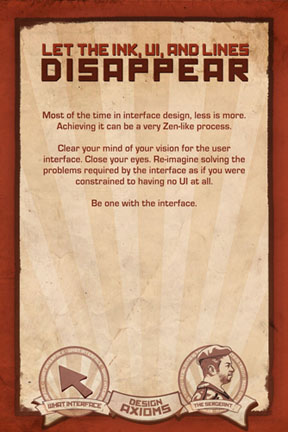 LET THE INK, UI, AND LINES
DISAPPEAR
Most of the time in interface design, less is more.
Achieving it can be a very Zen-like process.
Clear your mind of your vision for the user
interface. Close your eyes. Re-imagine solving the
problems required by the interface as if you were
constrained to having no UI at all.
Be one with the interface.
WHAT INTERFACE
DESIGN
AXIOMS
THE SERGEANT